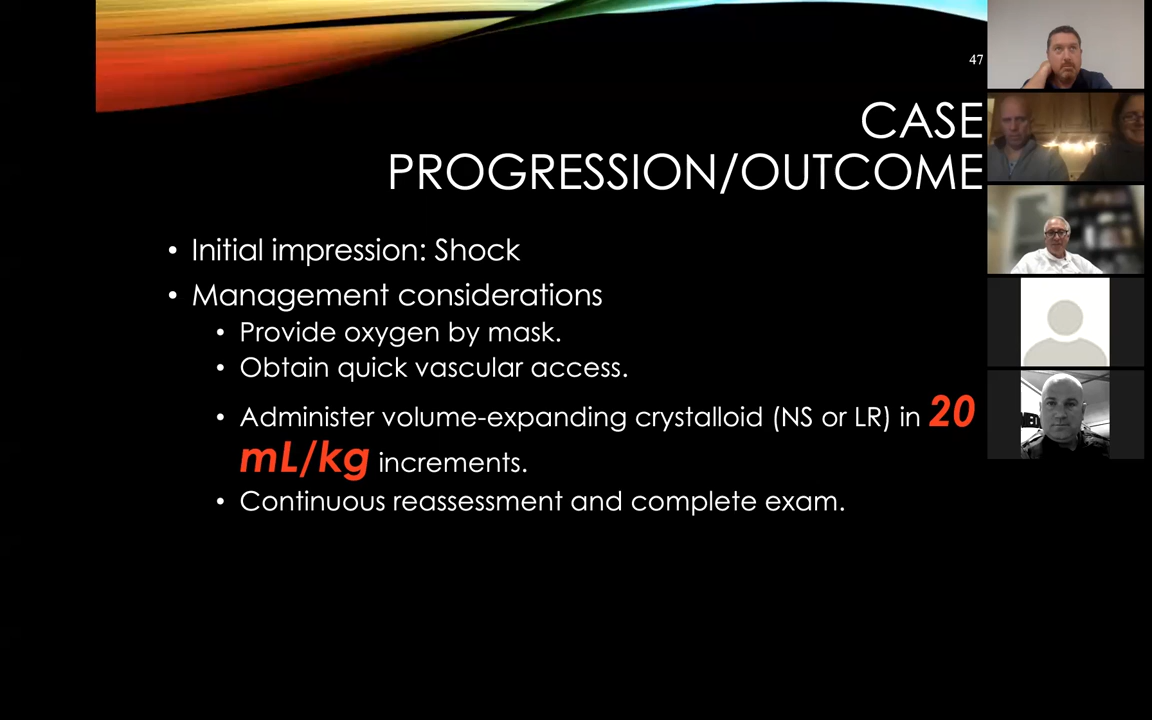 47
CASE
PROGRESSION/OUTCOME
• Initial impression: Shock
• Management considerations
• Provide oxygen by mask.
• Obtain quick vascular access.
• Administer volume-expanding crystalloid (NS or LR) in 20
mL/kg increments.
• Continuous reassessment and complete exam.